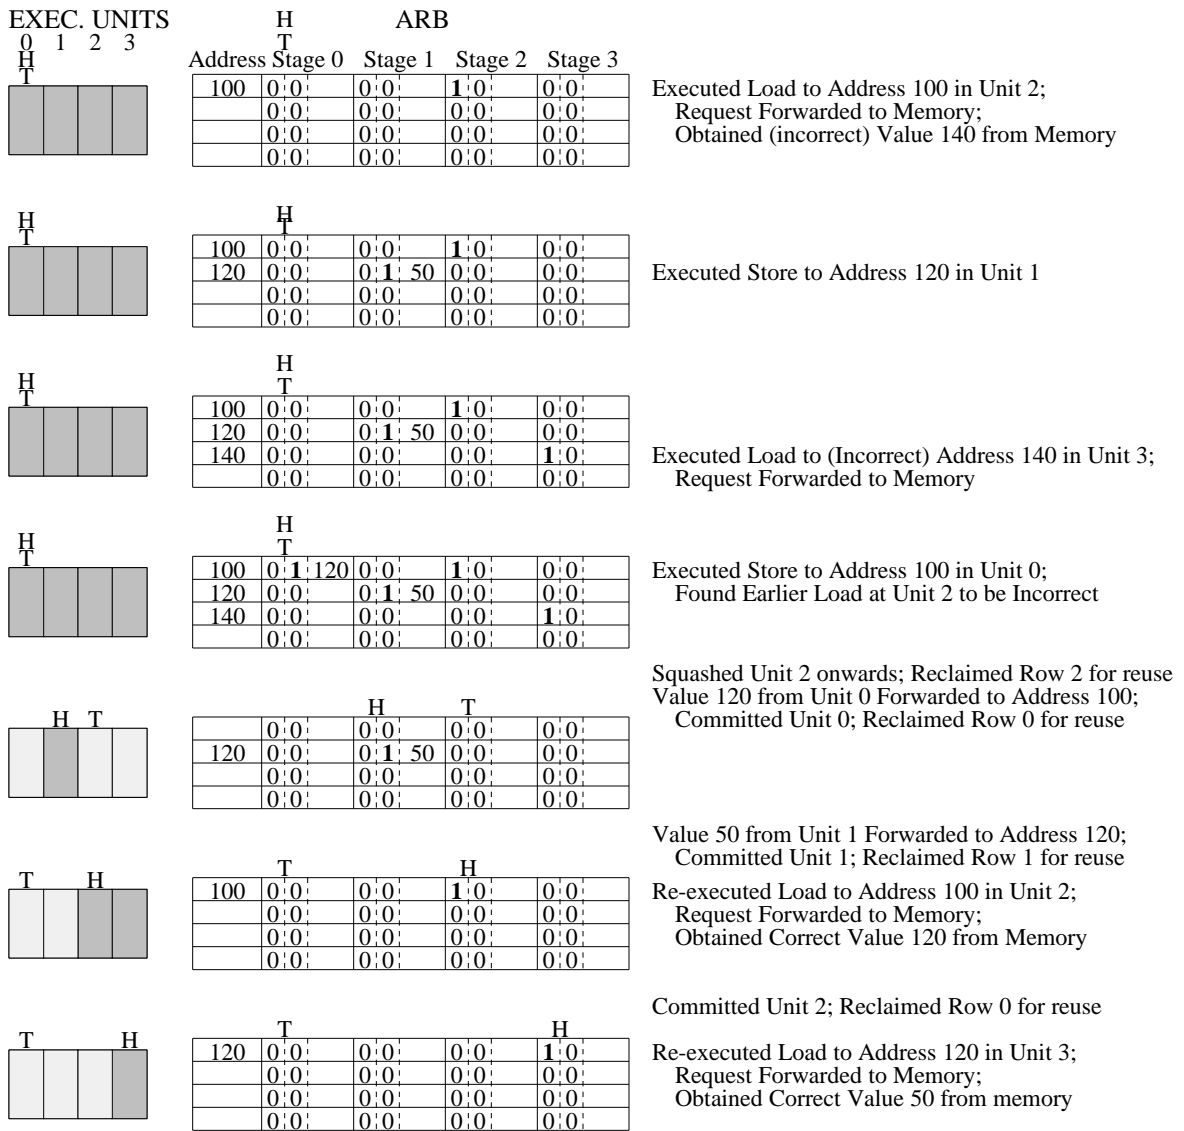 EXEC. UNITS H ARB
0 1 2 3 T
H Address Stage 0 Stage 1 Stage 2 Stage 3
T
100 0 0 0 0 1 0 0 0 Executed Load to Address 100 in Unit 2;
0 0 0 0 0 0 0 0 Request Forwarded to Memory;
0 0 0 0 0 0 0 0 Obtained (incorrect) Value 140 from Memory
0 0 0 0 0 0 0 0
H H
T T
100 0 0 0 0 1 0 0 0
120 0 0 0 1 50 0 0 0 0 Executed Store to Address 120 in Unit 1
0 0 0 0 0 0 0 0
0 0 0 0 0 0 0 0
H
H T
T
100 0 0 0 0 1 0 0 0
120 0 0 0 1 50 0 0 0 0
140 0 0 0 0 0 0 1 0 Executed Load to (Incorrect) Address 140 in Unit 3;
0 0 0 0 0 0 0 0 Request Forwarded to Memory
H
H T
T
100 0 1 120 0 0 1 0 0 0 Executed Store to Address 100 in Unit 0;
120 0 0 0 1 50 0 0 0 0 Found Earlier Load at Unit 2 to be Incorrect
140 0 0 0 0 0 0 1 0
0 0 0 0 0 0 0 0
Squashed Unit 2 onwards; Reclaimed Row 2 for reuse
Value 120 from Unit 0 Forwarded to Address 100;
H T H T Committed Unit 0; Reclaimed Row 0 for reuse
0 0 0 0 0 0 0 0
120 0 0 0 1 50 0 0 0 0
0 0 0 0 0 0 0 0
0 0 0 0 0 0 0 0
Value 50 from Unit 1 Forwarded to Address 120;
Committed Unit 1; Reclaimed Row 1 for reuse
T H T H
100 0 0 0 0 1 0 0 0 Re-executed Load to Address 100 in Unit 2;
0 0 0 0 0 0 0 0 Request Forwarded to Memory;
0 0 0 0 0 0 0 0 Obtained Correct Value 120 from Memory
0 0 0 0 0 0 0 0
Committed Unit 2; Reclaimed Row 0 for reuse
T H T H
120 0 0 0 0 0 0 1 0 Re-executed Load to Address 120 in Unit 3;
0 0 0 0 0 0 0 0 Request Forwarded to Memory;
0 0 0 0 0 0 0 0 Obtained Correct Value 50 from memory
0 0 0 0 0 0 0 0